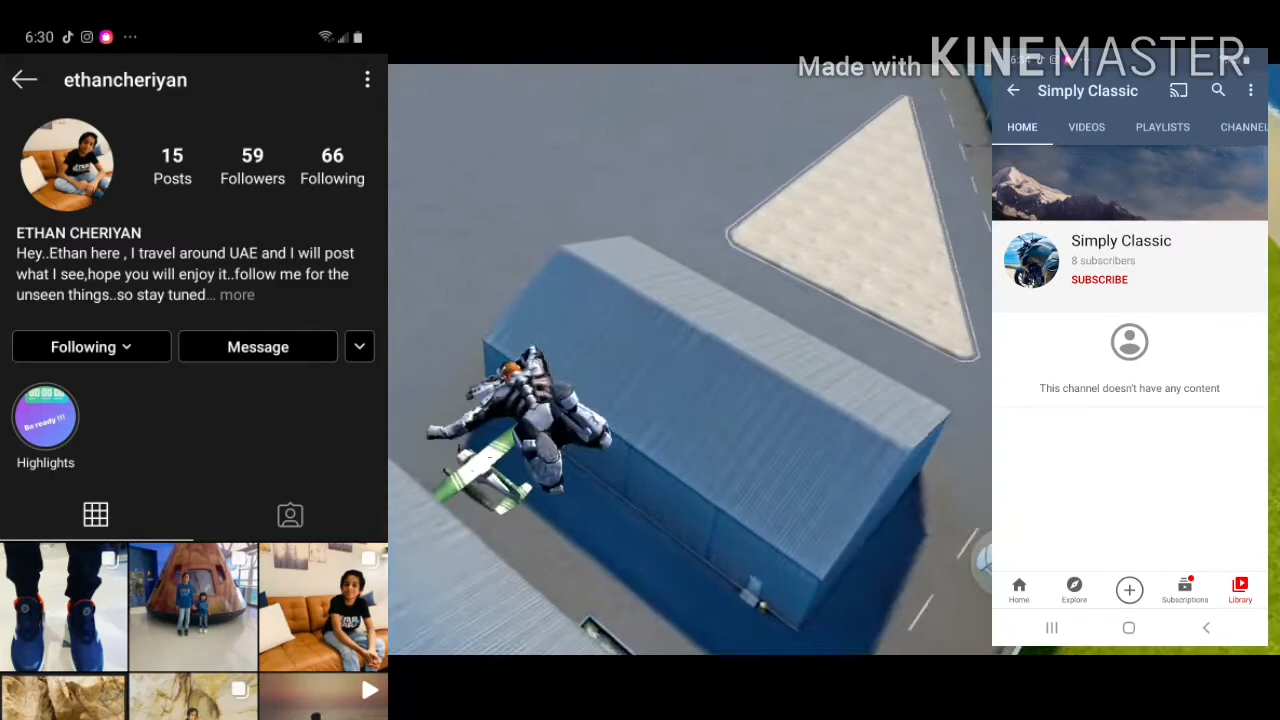 6:30
ethancheriyan
15
Posts
59
Followers
66
Following
ETHAN CHERIYAN
Hey..Ethan here , I travel around UAE and I will post
what I see,hope you will enjoy it..follow me for the
unseen things..so stay tuned... more
Following
Message
Be ready !!!
Highlights
Made with KINEMASTER
Simply Classic
HOME VIDEOS PLAYLISTS CHANNEL
Simply Classic
8 subscribers
SUBSCRIBE
This channel doesn't have any content
Home Explore Subscriptions Library